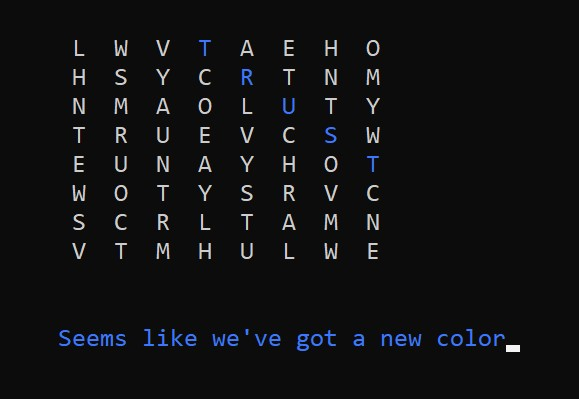 L W V T A E H O
H S Y C R T N M
N M A O L U T Y
T R U E V C S W
E U N A Y H O T
W O T Y S R V C
S C R L T A M N
V T M H U L W E
Seems like we've got a new color